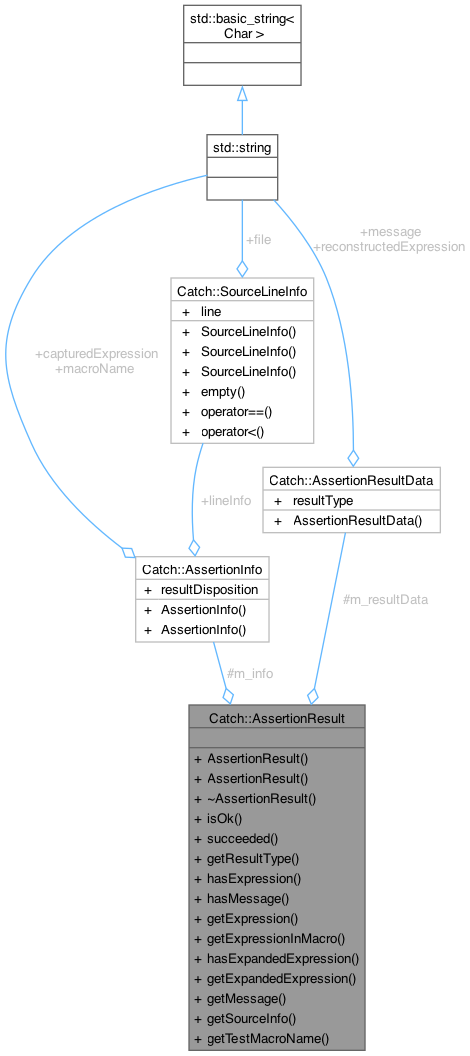 std::basic_string<
Char >
std::string
+file
+message
+reconstructedExpression
Catch::SourceLineInfo
+ line
+ SourceLineInfo()
+ SourceLineInfo()
+ SourceLineInfo()
+ empty()
+ operator==()
+ operator<()
+capturedExpression
+macroName
Catch::AssertionResultData
+ resultType
+ AssertionResultData()
+lineInfo
Catch::AssertionInfo
+ resultDisposition
+ AssertionInfo()
+ AssertionInfo()
#m_resultData
#m_info
Catch::AssertionResult
+ AssertionResult()
+ AssertionResult()
+ ~AssertionResult()
+ isOk()
+ succeeded()
+ getResultType()
+ hasExpression()
+ hasMessage()
+ getExpression()
+ getExpressionInMacro()
+ hasExpandedExpression()
+ getExpandedExpression()
+ getMessage()
+ getSourceInfo()
+ getTestMacroName()